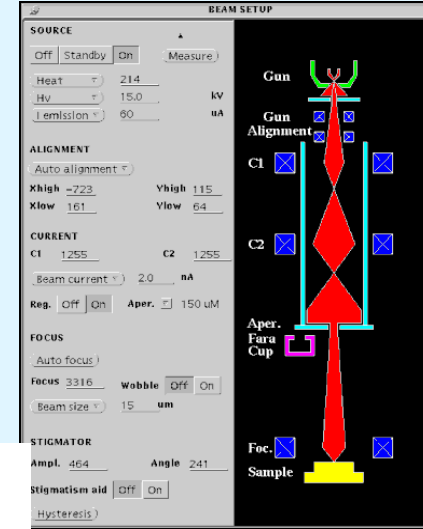 BEAM SETUP
SOURCE
Off Standby On Measure
Heat 214
Hv 15.0 kV
I emission 60 uA
ALIGNMENT
Auto alignment
Xhigh -723 Yhigh 115
Xlow 161 Ylow 64
CURRENT
C1 1255 C2 1255
Beam current 2.0 nA
Reg. Off On Aper. 150 uM
FOCUS
Auto focus
Focus 3316 Wobble Off On
Beam size 15 um
STIGMATOR
Ampl. 464 Angle 241
Stigmatism aid Off On
Hysteresis
Gun
Gun
Alignment
C1
C2
Aper.
Fara
Cup
Foc.
Sample